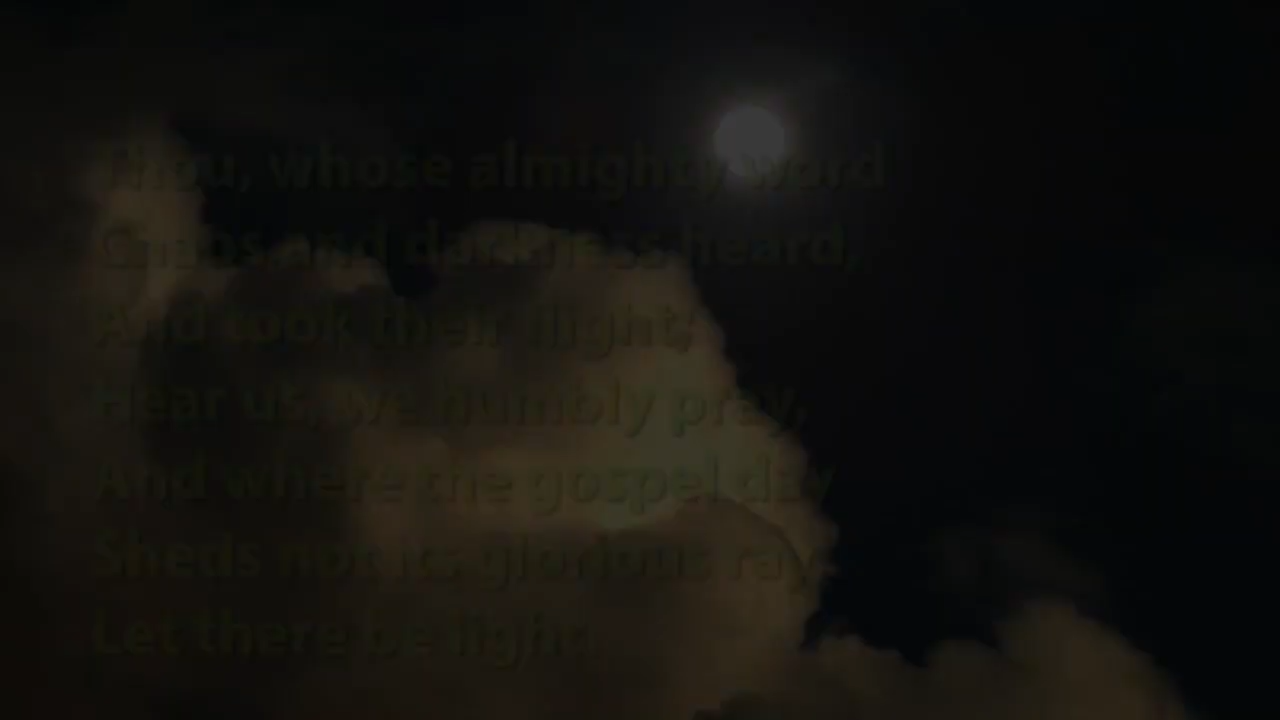 Thou, whose almighty word
Chaos and darkness heard,
And took their flight;
Hear us, we humbly pray,
And where the gospel day
Sheds not its glorious ray,
Let there be light!